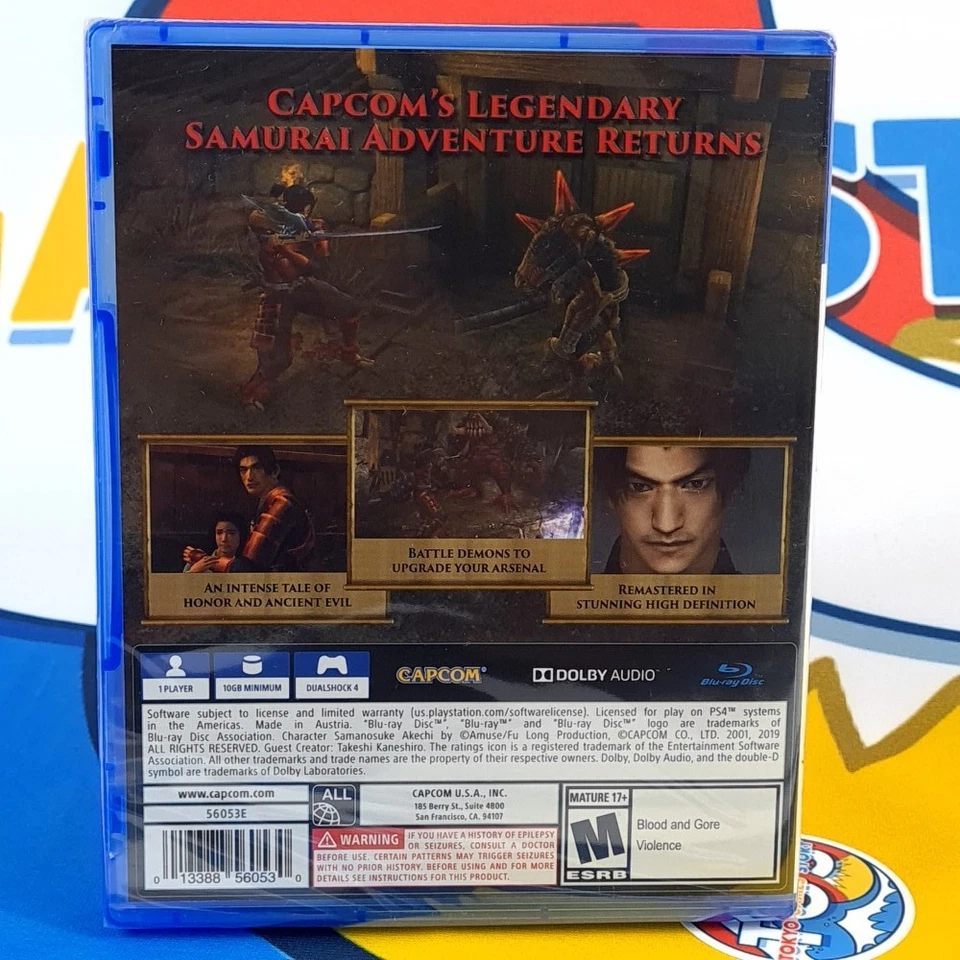 CAPCOM'S LEGENDARY
SAMURAI ADVENTURE RETURNS
AN INTENSE TALE OF
HONOR AND ANCIENT EVIL
BATTLE DEMONS TO
UPGRADE YOUR ARSENAL
REMASTERED IN
STUNNING HIGH DEFINITION
1 PLAYER
10GB MINIMUM
DUALSHOCK 4
CAPCOM
DOLBY AUDIO™
Blu-ray Disc™
Software subject to license and limited warranty (us.playstation.com/softwarelicense). Licensed for play on PS4™ systems
in the Americas. Made in Austria. "Blu-ray Disc™", "Blu-ray™" and "Blu-ray Disc™" logo are trademarks of
Blu-ray Disc Association. Character Samanosuke Akechi by ©Amuse/Fu Long Production, ©CAPCOM CO., LTD. 2001, 2019
ALL RIGHTS RESERVED. Guest Creator: Takeshi Kaneshiro. The ratings icon is a registered trademark of the Entertainment Software
Association. All other trademarks and trade names are the property of their respective owners. Dolby, Dolby Audio, and the double-D
symbol are trademarks of Dolby Laboratories.
www.capcom.com
56053E
0 13388 56053 0
ALL
CAPCOM U.S.A., INC.
185 Berry St., Suite 4800
San Francisco, CA. 94107
WARNING IF YOU HAVE A HISTORY OF EPILEPSY
OR SEIZURES, CONSULT A DOCTOR
BEFORE USE. CERTAIN PATTERNS MAY TRIGGER SEIZURES
WITH NO PRIOR HISTORY. BEFORE USING AND FOR MORE
DETAILS SEE INSTRUCTIONS FOR THIS PRODUCT.
MATURE 17+
M
ESRB
Blood and Gore
Violence